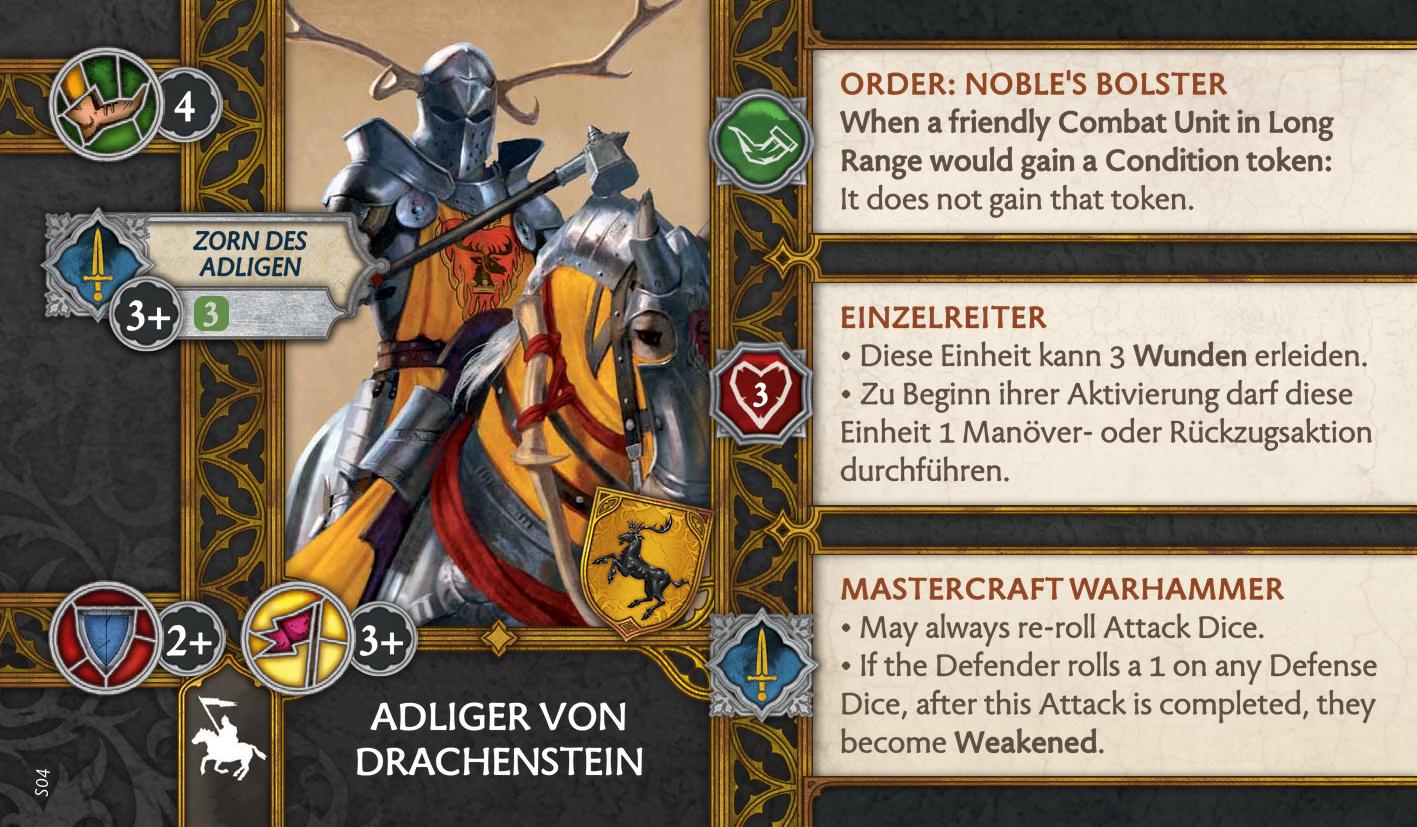 4
ZORN DES
ADLIGEN
3+
3
2+
3+
ADLIGER VON
DRACHENSTEIN
S04
ORDER: NOBLE'S BOLSTER
When a friendly Combat Unit in Long
Range would gain a Condition token:
It does not gain that token.
EINZELREITER
• Diese Einheit kann 3 Wunden erleiden.
• Zu Beginn ihrer Aktivierung darf diese
Einheit 1 Manöver- oder Rückzugsaktion
durchführen.
3
MASTERCRAFT WARHAMMER
• May always re-roll Attack Dice.
• If the Defender rolls a 1 on any Defense
Dice, after this Attack is completed, they
become Weakened.